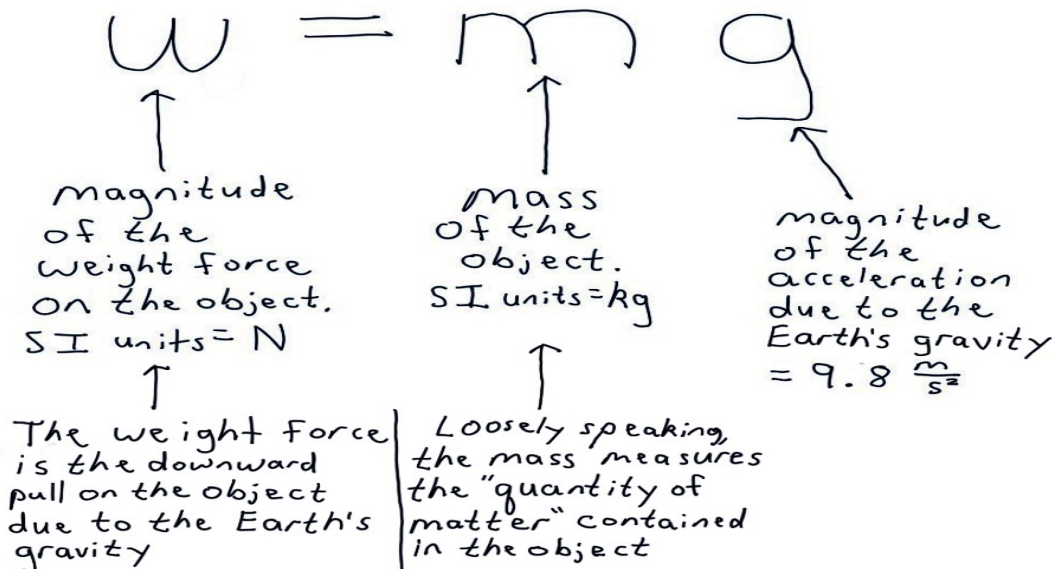 w = m g
magnitude
of the
weight force
on the object.
SI units = N
The weight force
is the downward
pull on the object
due to the Earth's
gravity
mass
of the
object.
SI units = kg
Loosely speaking,
the mass measures
the "quantity of
matter" contained
in the object
magnitude
of the
acceleration
due to the
Earth's gravity
= 9.8 m/s²